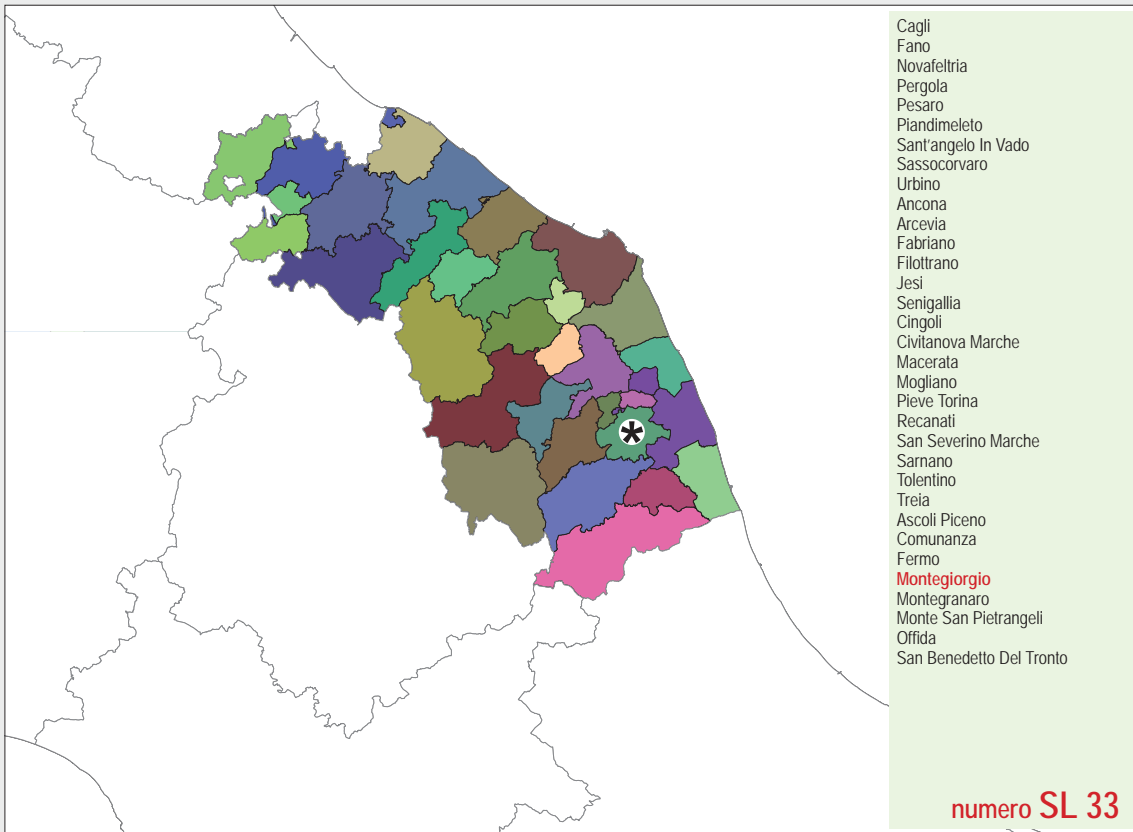 Cagli
Fano
Novafeltria
Pergola
Pesaro
Piandimeleto
Sant'angelo In Vado
Sassocorvaro
Urbino
Ancona
Arcevia
Fabriano
Filottrano
Jesi
Senigallia
Cingoli
Civitanova Marche
Macerata
Mogliano
Pieve Torina
Recanati
San Severino Marche
Sarnano
Tolentino
Treia
Ascoli Piceno
Comunanza
Fermo
Montegiorgio
Montegranaro
Monte San Pietrangeli
Offida
San Benedetto Del Tronto
numero SL 33